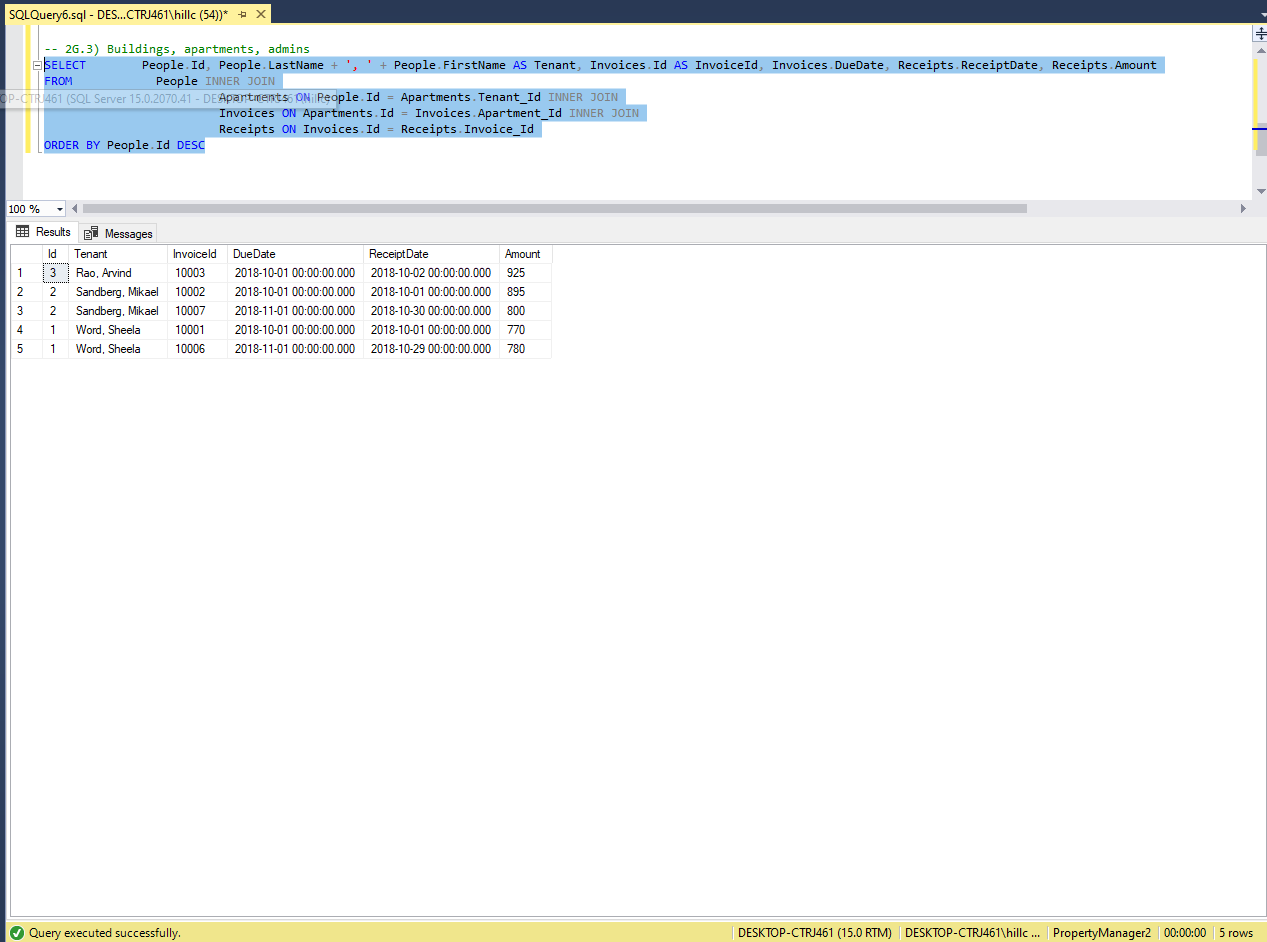 SQLQuery6.sql - DES...CTRJ461\hillc (54))*
-- 2G.3) Buildings, apartments, admins
SELECT People.Id, People.LastName + ', ' + People.FirstName AS Tenant, Invoices.Id AS InvoiceId, Invoices.DueDate, Receipts.ReceiptDate, Receipts.Amount
FROM People INNER JOIN
OP-CTRJ461 (SQL Server 15.0.2070.41 - DESKTOP-CTRJ461\hillc)
Apartments ON People.Id = Apartments.Tenant_Id INNER JOIN
Invoices ON Apartments.Id = Invoices.Apartment_Id INNER JOIN
Receipts ON Invoices.Id = Receipts.Invoice_Id
ORDER BY People.Id DESC
100 %
Results Messages
Id Tenant InvoiceId DueDate ReceiptDate Amount
1 3 Rao, Arvind 10003 2018-10-01 00:00:00.000 2018-10-02 00:00:00.000 925
2 2 Sandberg, Mikael 10002 2018-10-01 00:00:00.000 2018-10-01 00:00:00.000 895
3 2 Sandberg, Mikael 10007 2018-11-01 00:00:00.000 2018-10-30 00:00:00.000 800
4 1 Word, Sheela 10001 2018-10-01 00:00:00.000 2018-10-01 00:00:00.000 770
5 1 Word, Sheela 10006 2018-11-01 00:00:00.000 2018-10-29 00:00:00.000 780
Query executed successfully. DESKTOP-CTRJ461 (15.0 RTM) DESKTOP-CTRJ461\hillc ... PropertyManager2 00:00:00 5 rows